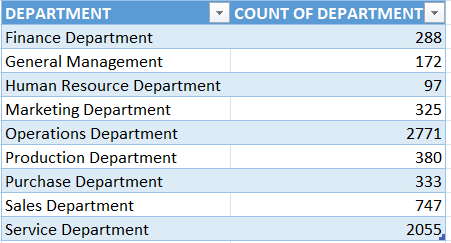 DEPARTMENT COUNT OF DEPARTMENT
Finance Department 288
General Management 172
Human Resource Department 97
Marketing Department 325
Operations Department 2771
Production Department 380
Purchase Department 333
Sales Department 747
Service Department 2055